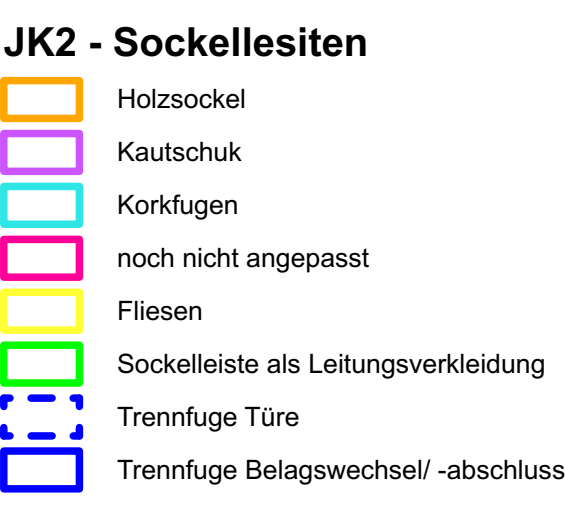 JK2 - Sockellesiten
Holzsockel
Kautschuk
Korkfugen
noch nicht angepasst
Fliesen
Sockelleiste als Leitungsverkleidung
Trennfuge Türe
Trennfuge Belagswechsel/ -abschluss